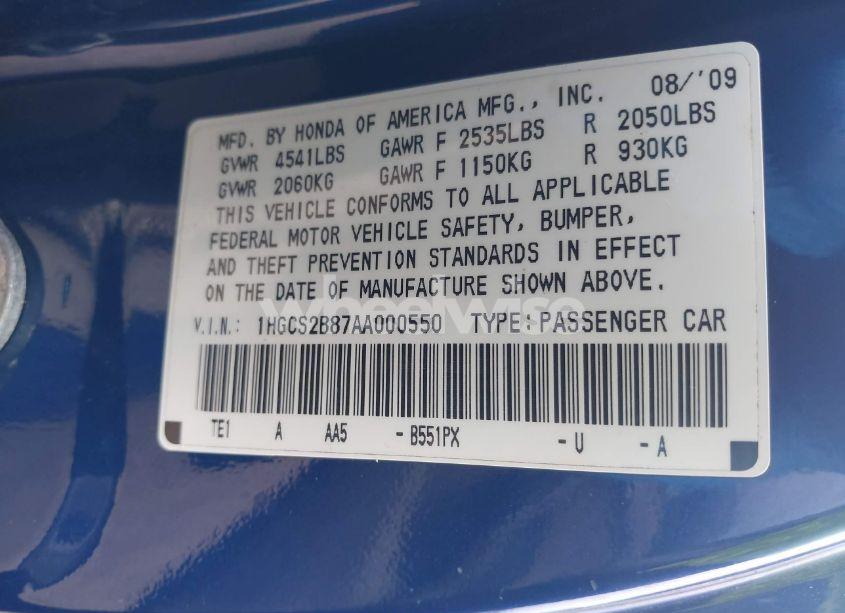 08/'09
MFD. BY HONDA OF AMERICA MFG., INC.
GVWR 4541LBS GAWR F 2535LBS R 2050LBS
GVWR 2060KG GAWR F 1150KG R 930KG
THIS VEHICLE CONFORMS TO ALL APPLICABLE
FEDERAL MOTOR VEHICLE SAFETY, BUMPER,
AND THEFT PREVENTION STANDARDS IN EFFECT
ON THE DATE OF MANUFACTURE SHOWN ABOVE.
wheelwise
V.I.N.: 1HGCS2B87AA000550 TYPE:PASSENGER CAR
TE1 A AA5 -B551PX -U -A